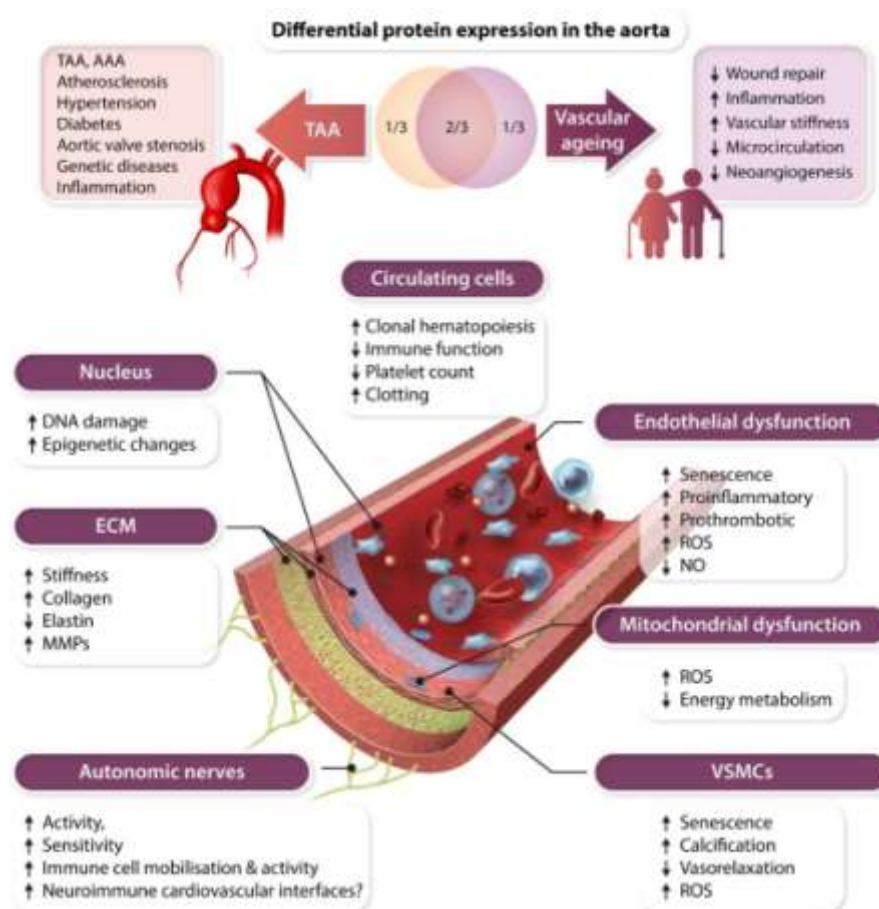 Differential protein expression in the aorta
TAA, AAA
Atherosclerosis
Hypertension
Diabetes
Aortic valve stenosis
Genetic diseases
Inflammation
TAA
1/3
2/3
1/3
Vascular
ageing
↓ Wound repair
↑ Inflammation
↑ Vascular stiffness
↓ Microcirculation
↓ Neoangiogenesis
Circulating cells
↑ Clonal hematopoiesis
↓ Immune function
↓ Platelet count
↑ Clotting
Nucleus
↑ DNA damage
↑ Epigenetic changes
Endothelial dysfunction
↑ Senescence
↑ Proinflammatory
↑ Prothrombotic
↑ ROS
↓ NO
ECM
↑ Stiffness
↑ Collagen
↓ Elastin
↑ MMPs
Mitochondrial dysfunction
↑ ROS
↓ Energy metabolism
Autonomic nerves
↑ Activity,
↑ Sensitivity
↑ Immune cell mobilisation & activity
↑ Neuroimmune cardiovascular interfaces?
VSMCs
↑ Senescence
↑ Calcification
↓ Vasorelaxation
↑ ROS